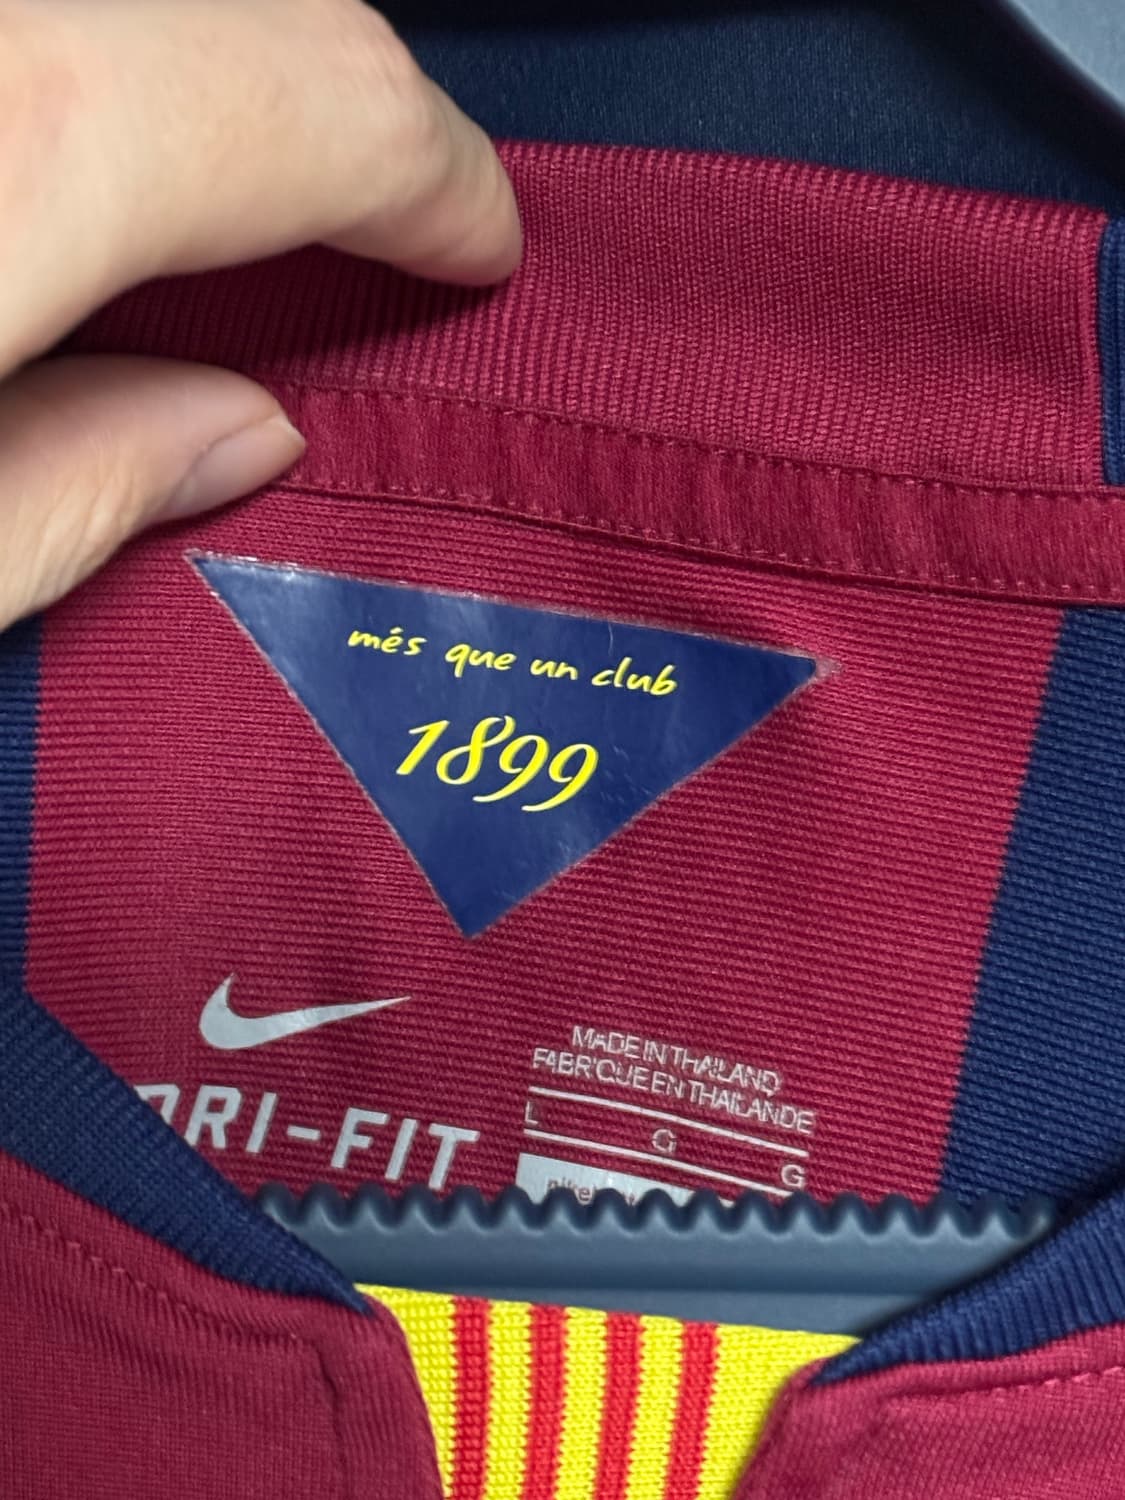 més que un club
1899
DRI-FIT
MADE IN THAILAND
FABRIQUE EN THAILANDE
L G G